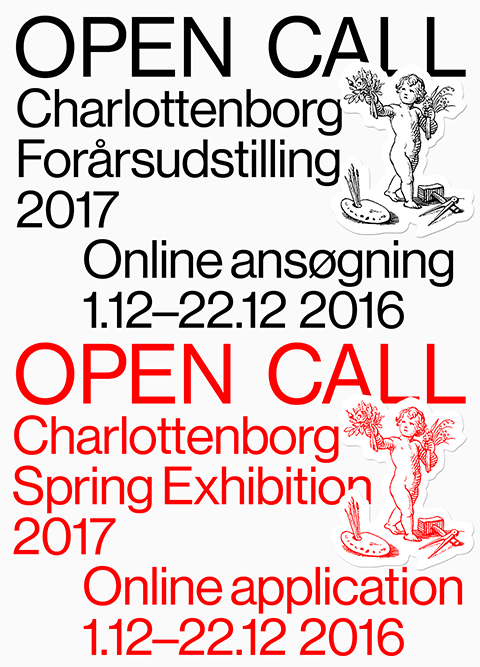 OPEN CALL
Charlottenborg
Forårsudstilling
2017
Online ansøgning
1.12–22.12 2016
OPEN CALL
Charlottenborg
Spring Exhibition
2017
Online application
1.12–22.12 2016